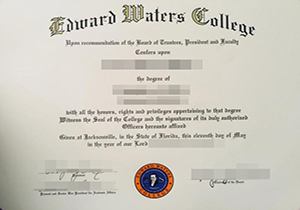 Edward Waters College
Upon recommendation of the Board of Trustees, President and Faculty
Confers upon
the degree of
with all the honors, rights and privileges appertaining to that degree
Witness the Seal of the College and the signatures of its duly authorized
Officers hereunto affixed
Given at Jacksonville, in the State of Florida, this eleventh day of May
in the year of our Lord